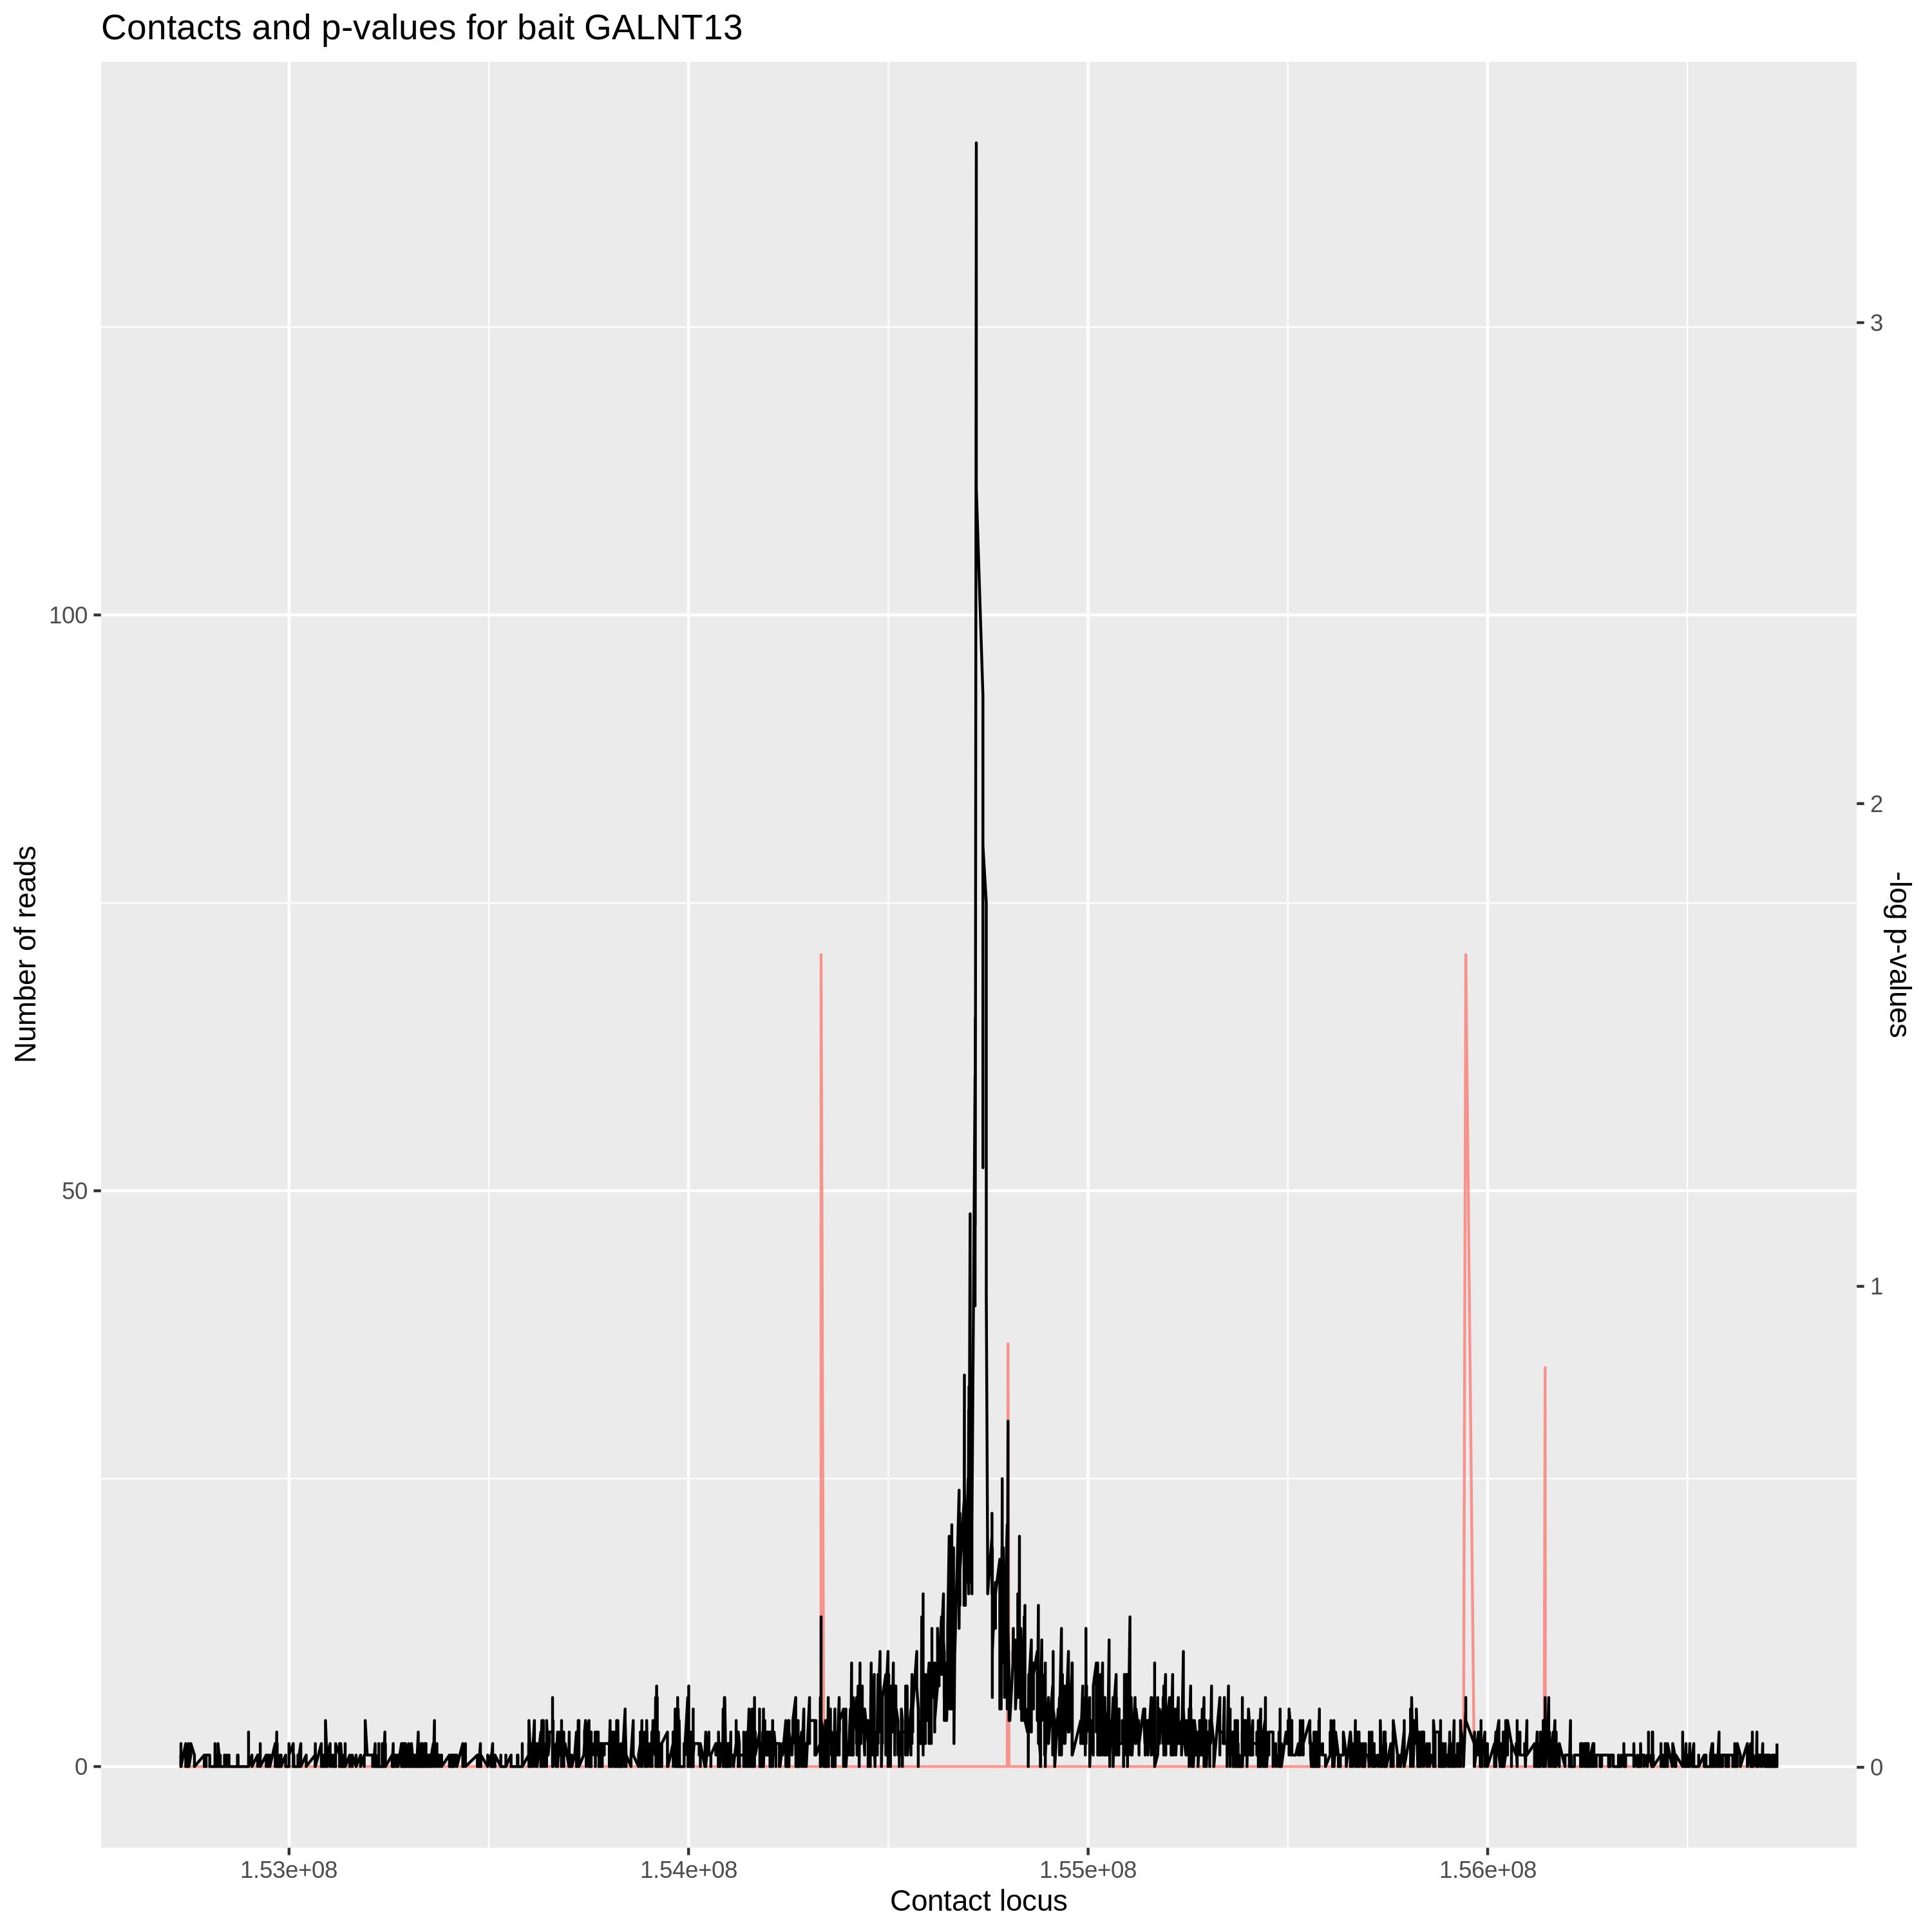 Contacts and p-values for bait GALNT13
Number of reads
100
50
0
3
2
1
0
-log p-values
1.53e+08
1.54e+08
1.55e+08
1.56e+08
Contact locus